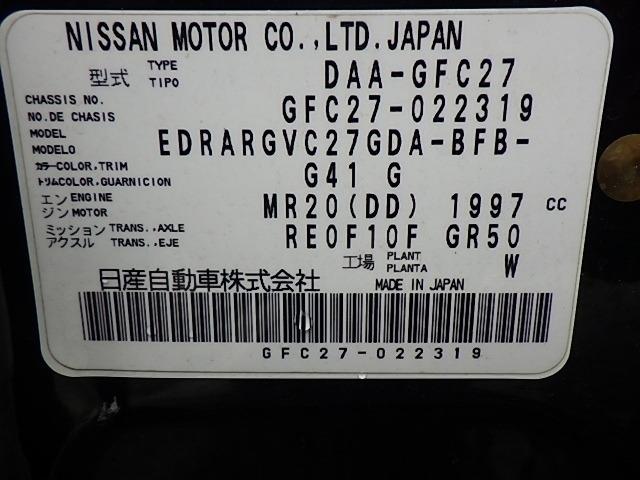 NISSAN MOTOR CO.,LTD.JAPAN
型式 TYPE TIPO DAA-GFC27
CHASSIS NO. NO.DE CHASIS GFC27-022319
MODEL MODELO EDRARGVC27GDA-BFB-
カラーCOLOR,TRIM トリムCOLOR,GUARNICION G41 G
エンジン ENGINE MOTOR MR20(DD) 1997 cc
ミッション アクスル TRANS.,AXLE TRANS.,EJE RE0F10F GR50
工場 PLANT PLANTA W
日産自動車株式会社 MADE IN JAPAN
GFC27-022319